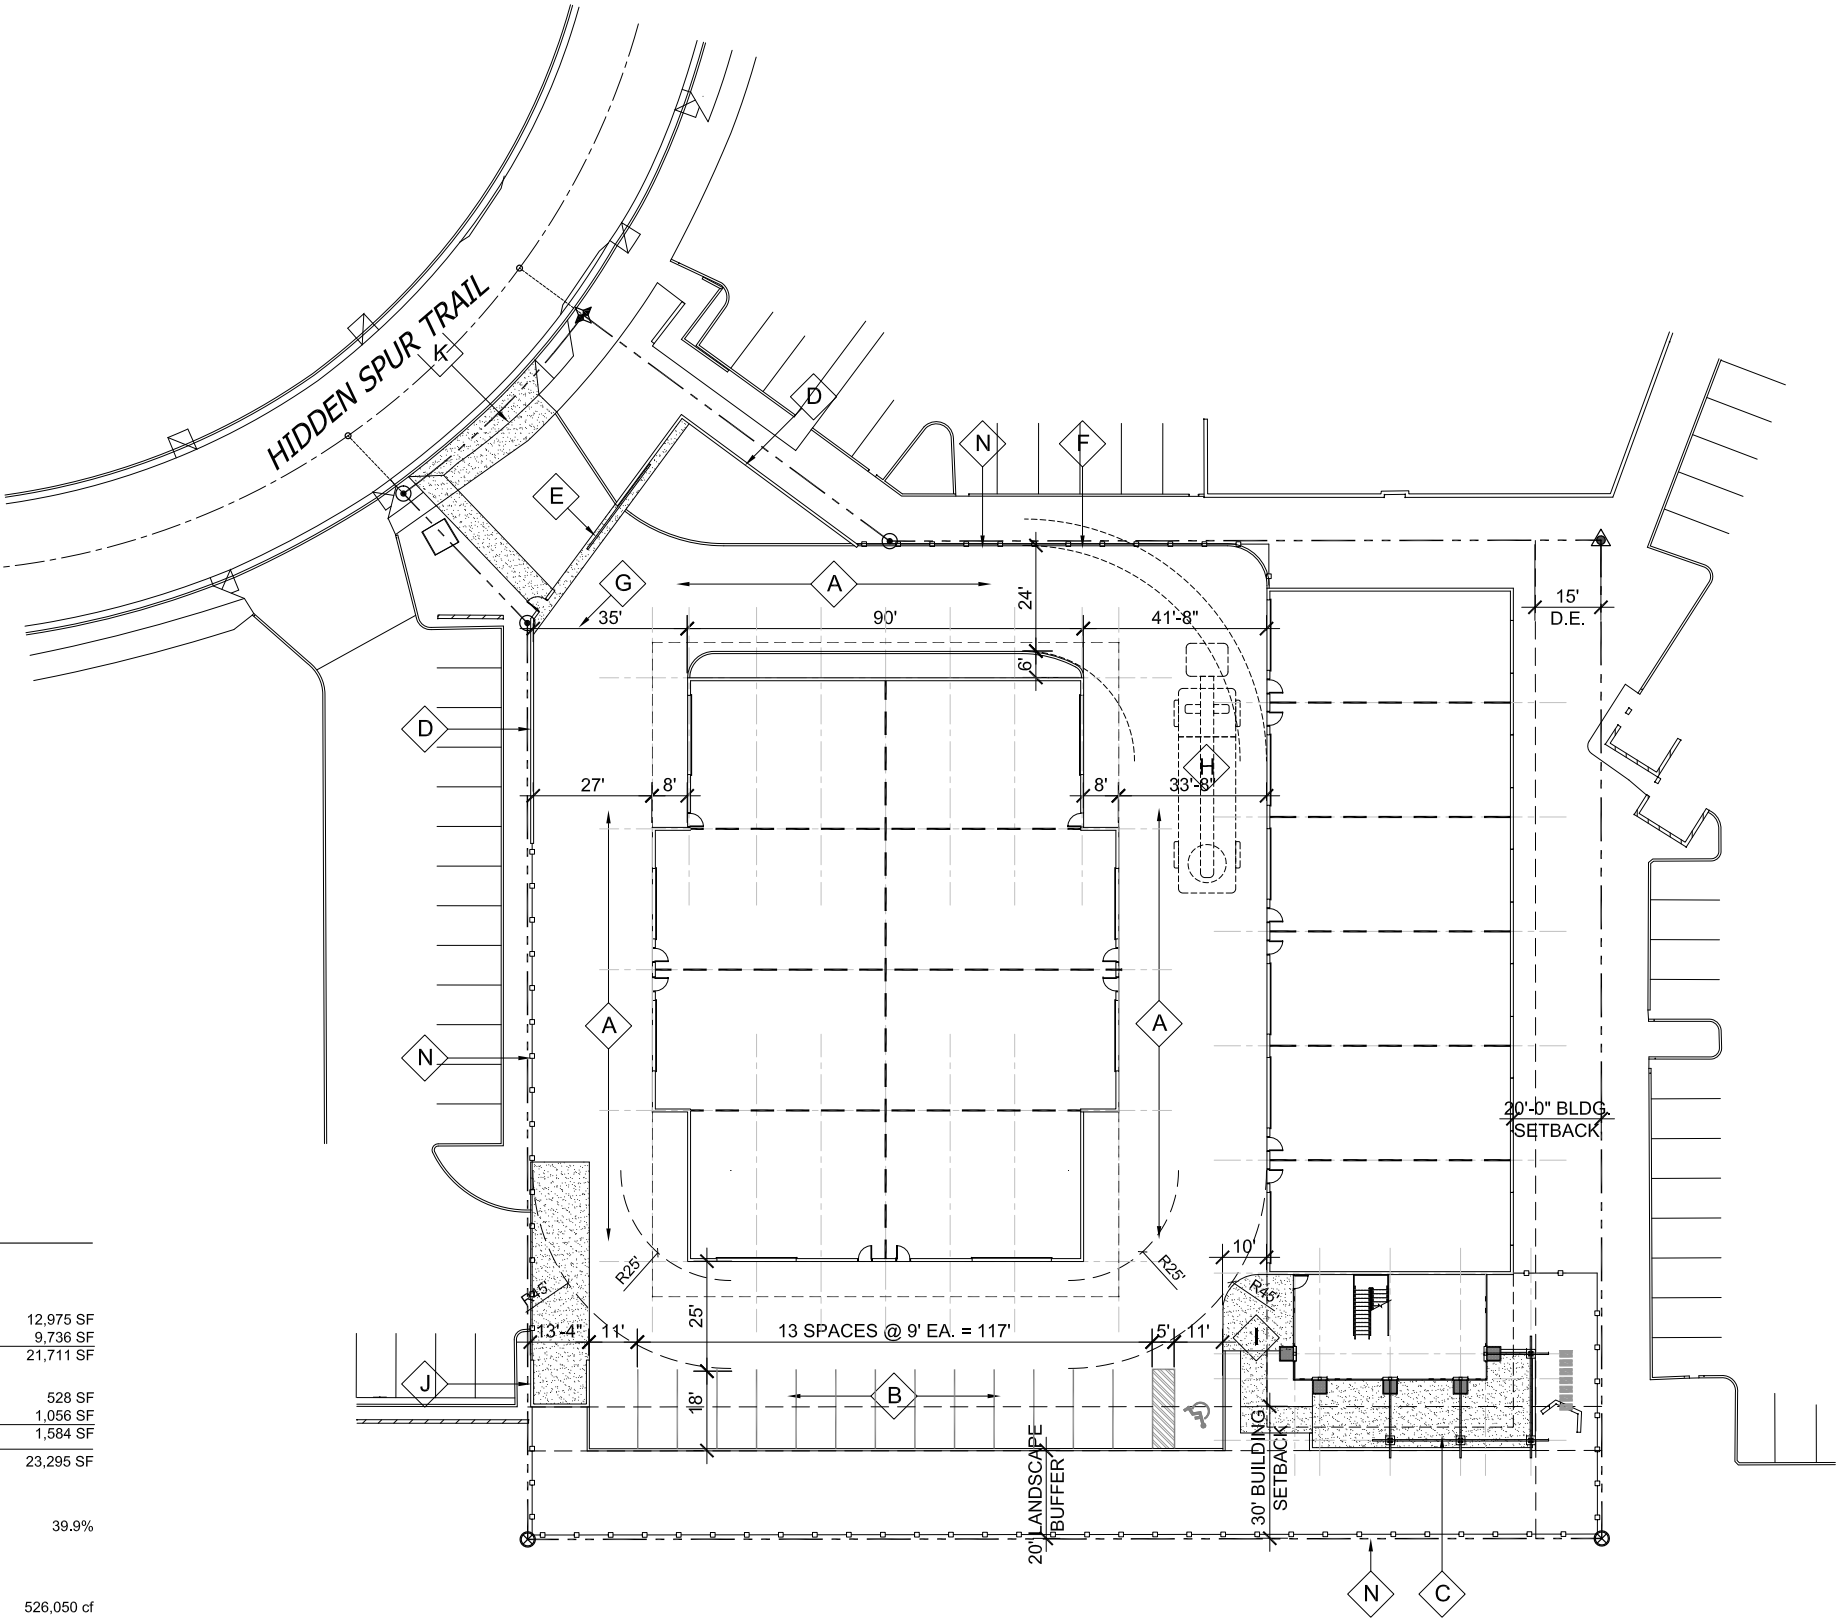 HIDDEN SPUR TRAIL
K
D
N
F
E
G
A
24'
15'
D.E.
35'
90'
41'-8"
6'
D
H
27'
8'
8'
33'-8"
A
A
N
20'-0" BLDG.
SETBACK
10'
R25'
R25'
R45'
R45'
25'
13'-4"
11'
13 SPACES @ 9' EA. = 117'
5'
11'
I
J
B
18'
20' LANDSCAPE
BUFFER
30' BUILDING
SETBACK
N
C
12,975 SF
9,736 SF
21,711 SF
528 SF
1,056 SF
1,584 SF
23,295 SF
39.9%
526,050 cf